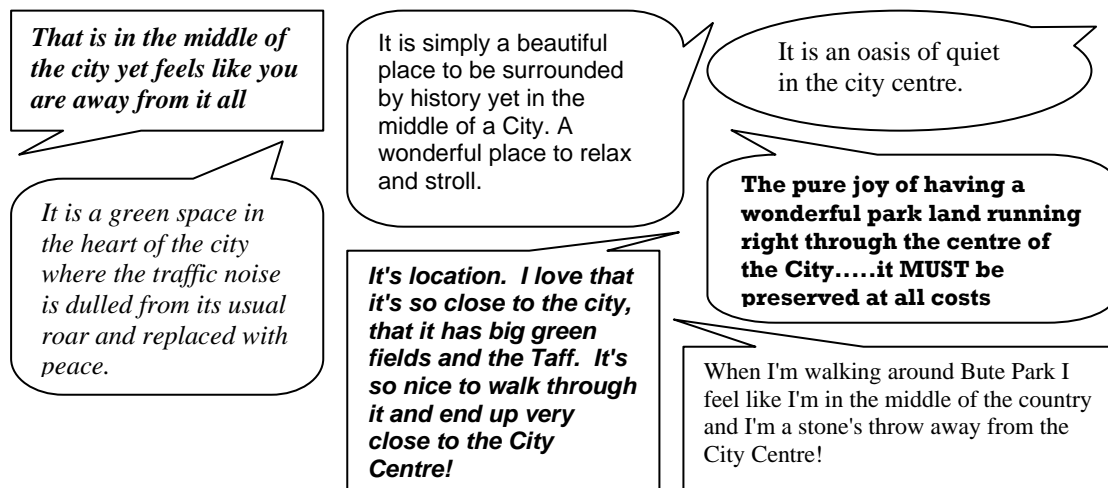 That is in the middle of
the city yet feels like you
are away from it all
It is a green space in
the heart of the city
where the traffic noise
is dulled from its usual
roar and replaced with
peace.
It is simply a beautiful
place to be surrounded
by history yet in the
middle of a City. A
wonderful place to relax
and stroll.
It's location. I love that
it's so close to the city,
that it has big green
fields and the Taff. It's
so nice to walk through
it and end up very
close to the City
Centre!
It is an oasis of quiet
in the city centre.
The pure joy of having a
wonderful park land running
right through the centre of
the City.....it MUST be
preserved at all costs
When I'm walking around Bute Park I
feel like I'm in the middle of the country
and I'm a stone's throw away from the
City Centre!